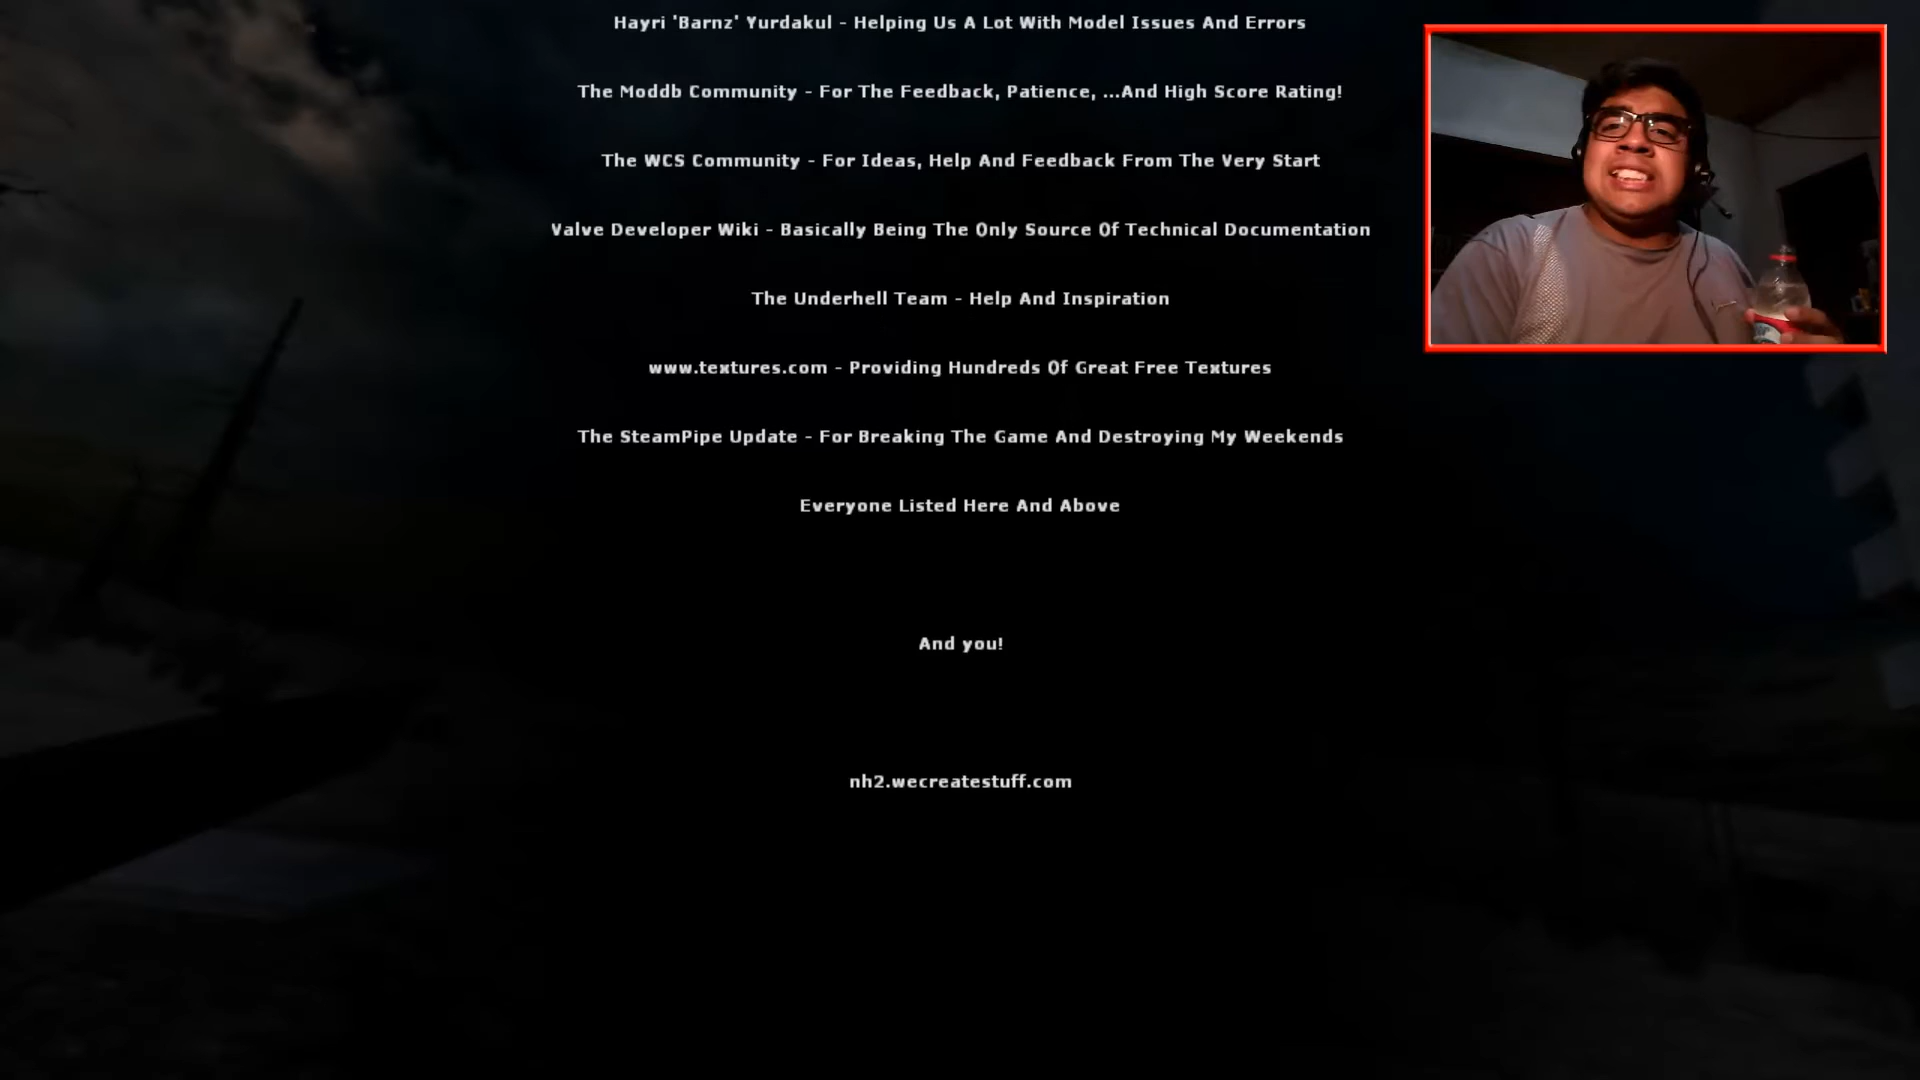 Hayri 'Barnz' Yurdakul - Helping Us A Lot With Model Issues And Errors
The Moddb Community - For The Feedback, Patience, ...And High Score Rating!
The WCS Community - For Ideas, Help And Feedback From The Very Start
Valve Developer Wiki - Basically Being The Only Source Of Technical Documentation
The Underhell Team - Help And Inspiration
www.textures.com - Providing Hundreds Of Great Free Textures
The SteamPipe Update - For Breaking The Game And Destroying My Weekends
Everyone Listed Here And Above
And you!
nh2.wecreatestuff.com